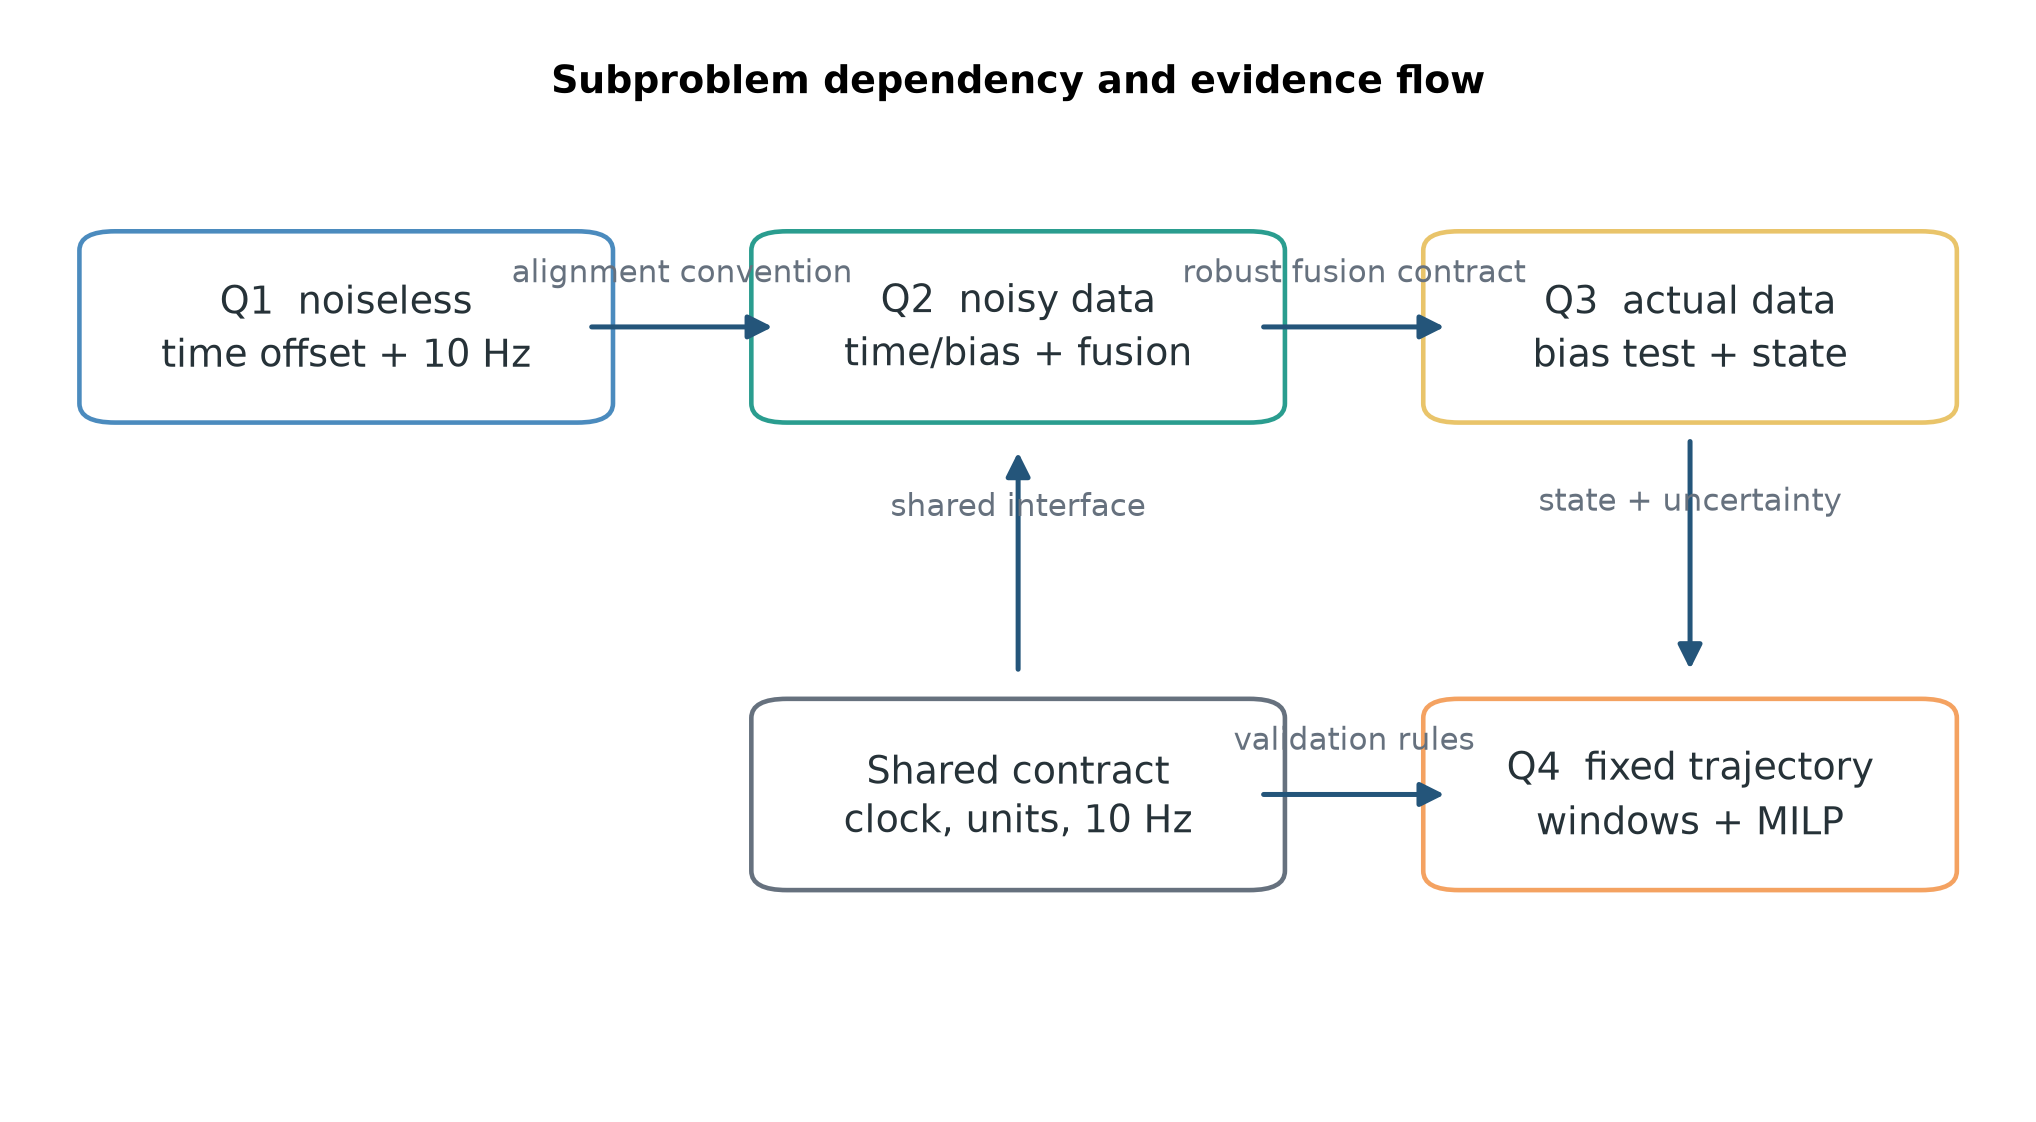 Subproblem dependency and evidence flow
Q1  noiseless
time offset + 10 Hz
alignment convention
Q2  noisy data
time/bias + fusion
robust fusion contract
Q3  actual data
bias test + state
shared interface
state + uncertainty
Shared contract
clock, units, 10 Hz
validation rules
Q4  fixed trajectory
windows + MILP